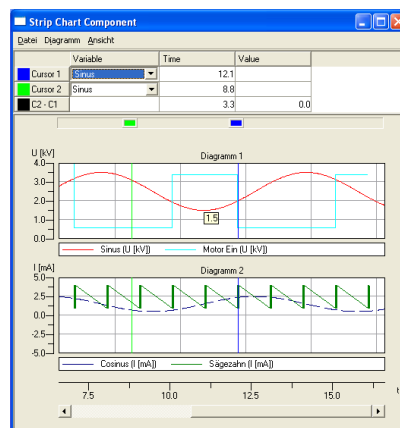 Strip Chart Component
Datei Diagramm Ansicht
Variable Time Value
Cursor 1 Sinus 12.1
Cursor 2 Sinus 8.8
C2 - C1 3.3 0.0
U [kV] Diagramm 1
4.0
3.0
2.0
1.5
1.0
0.0
Sinus (U [kV]) Motor Ein (U [kV])
I [mA] Diagramm 2
5.0
2.5
0.0
-2.5
-5.0
Cosinus (I [mA]) Sägezahn (I [mA])
7.5 10.0 12.5 15.0 t